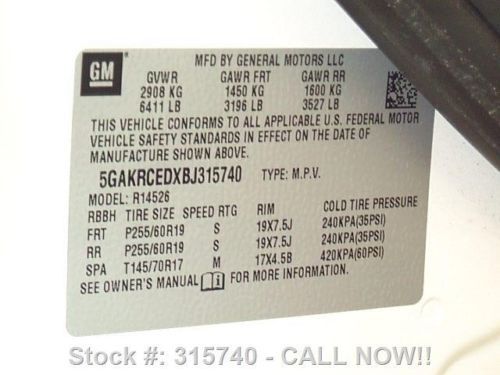 GM
MFD BY GENERAL MOTORS LLC
GVWR GAWR FRT GAWR RR
2908 KG 1450 KG 1600 KG
6411 LB 3196 LB 3527 LB
THIS VEHICLE CONFORMS TO ALL APPLICABLE U.S. FEDERAL MOTOR
VEHICLE SAFETY STANDARDS IN EFFECT ON THE DATE OF
MANUFACTURE SHOWN ABOVE.
5GAKRCEDXBJ315740 TYPE: M.P.V.
MODEL: R14526
RBBH TIRE SIZE SPEED RTG RIM COLD TIRE PRESSURE
FRT P255/60R19 S 19X7.5J 240KPA(35PSI)
RR P255/60R19 S 19X7.5J 240KPA(35PSI)
SPA T145/70R17 M 17X4.5B 420KPA(60PSI)
SEE OWNER'S MANUAL i FOR MORE INFORMATION.
Stock #: 315740 - CALL NOW!!